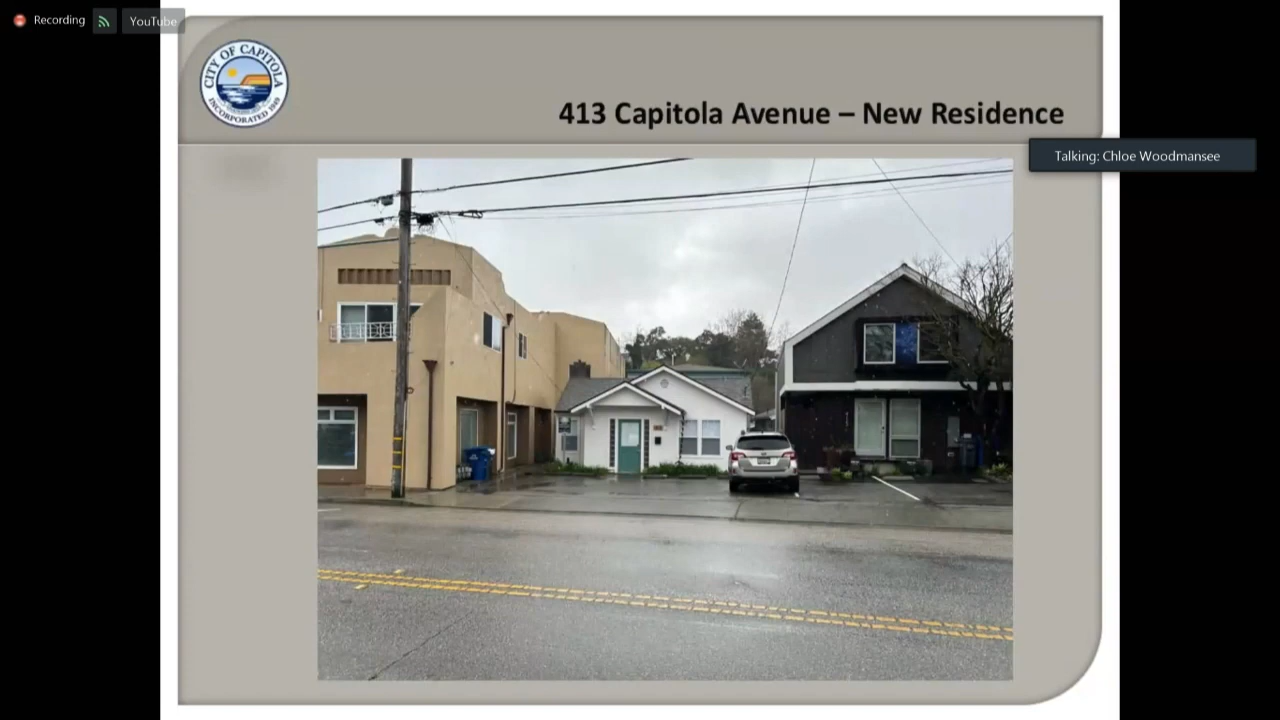 Recording
YouTube
CITY OF CAPITOLA
INCORPORATED 1949
413 Capitola Avenue – New Residence
Talking: Chloe Woodmansee